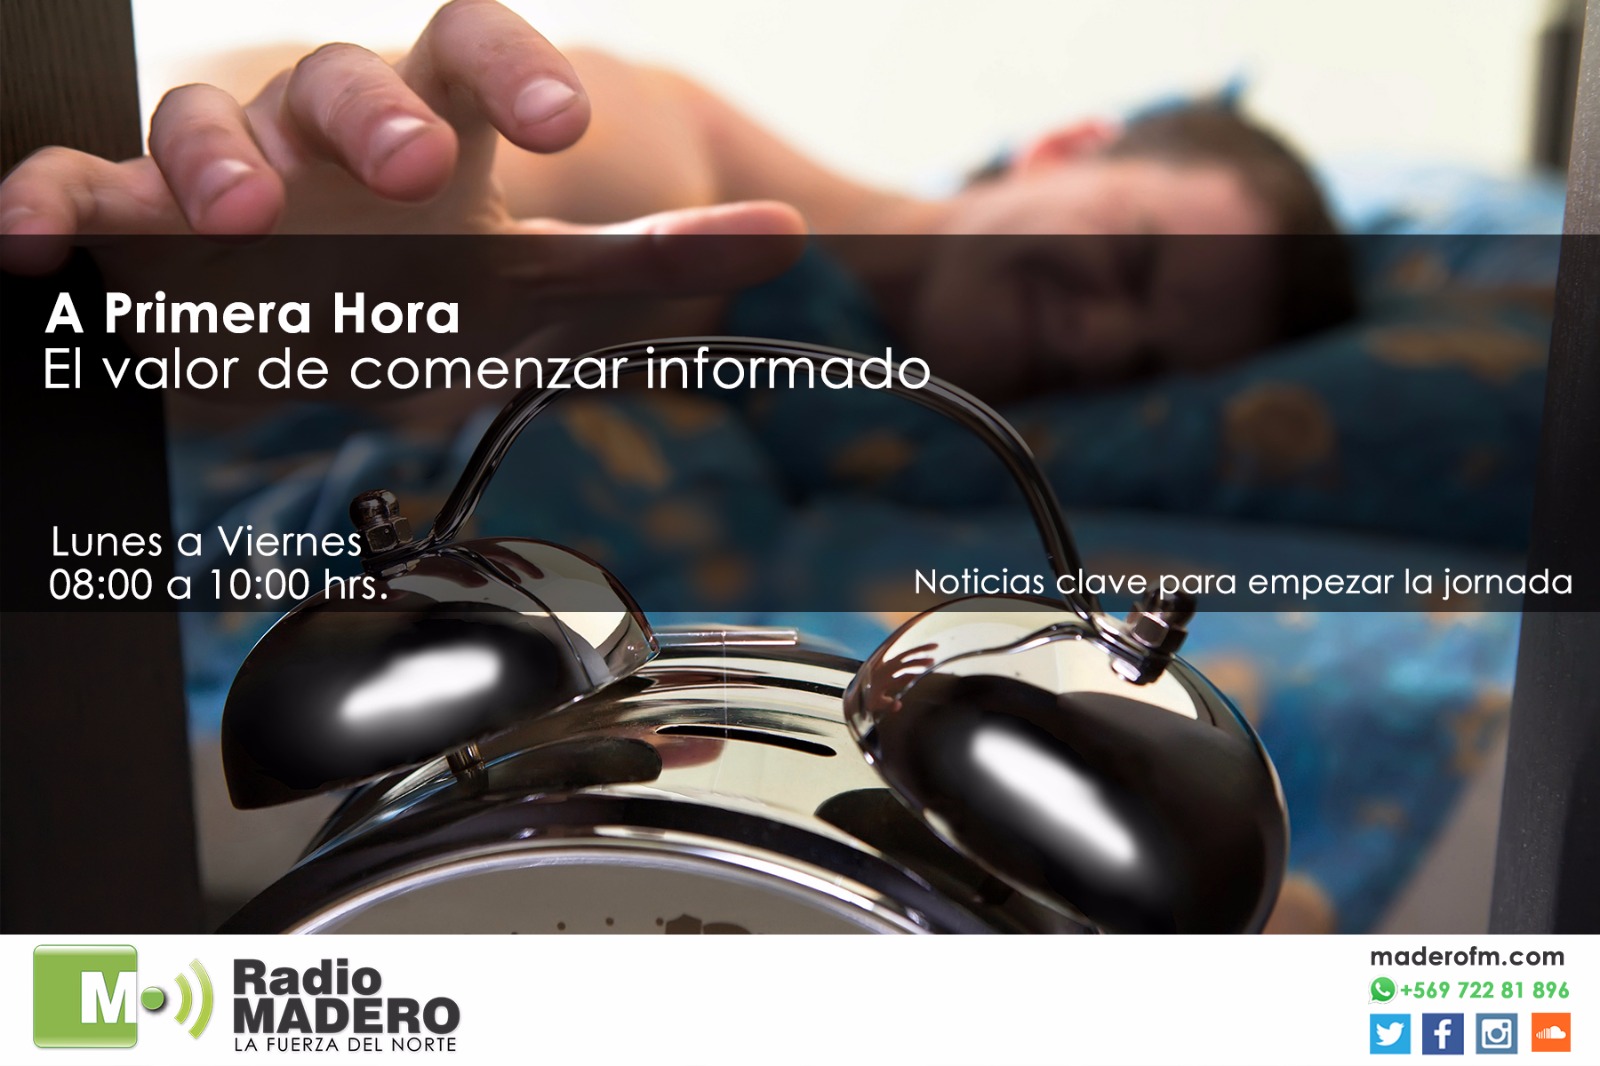 A Primera Hora
El valor de comenzar informado
Lunes a Viernes
08:00 a 10:00 hrs.
Noticias clave para empezar la jornada
M
Radio
MADERO
LA FUERZA DEL NORTE
maderofm.com
+569 722 81 896